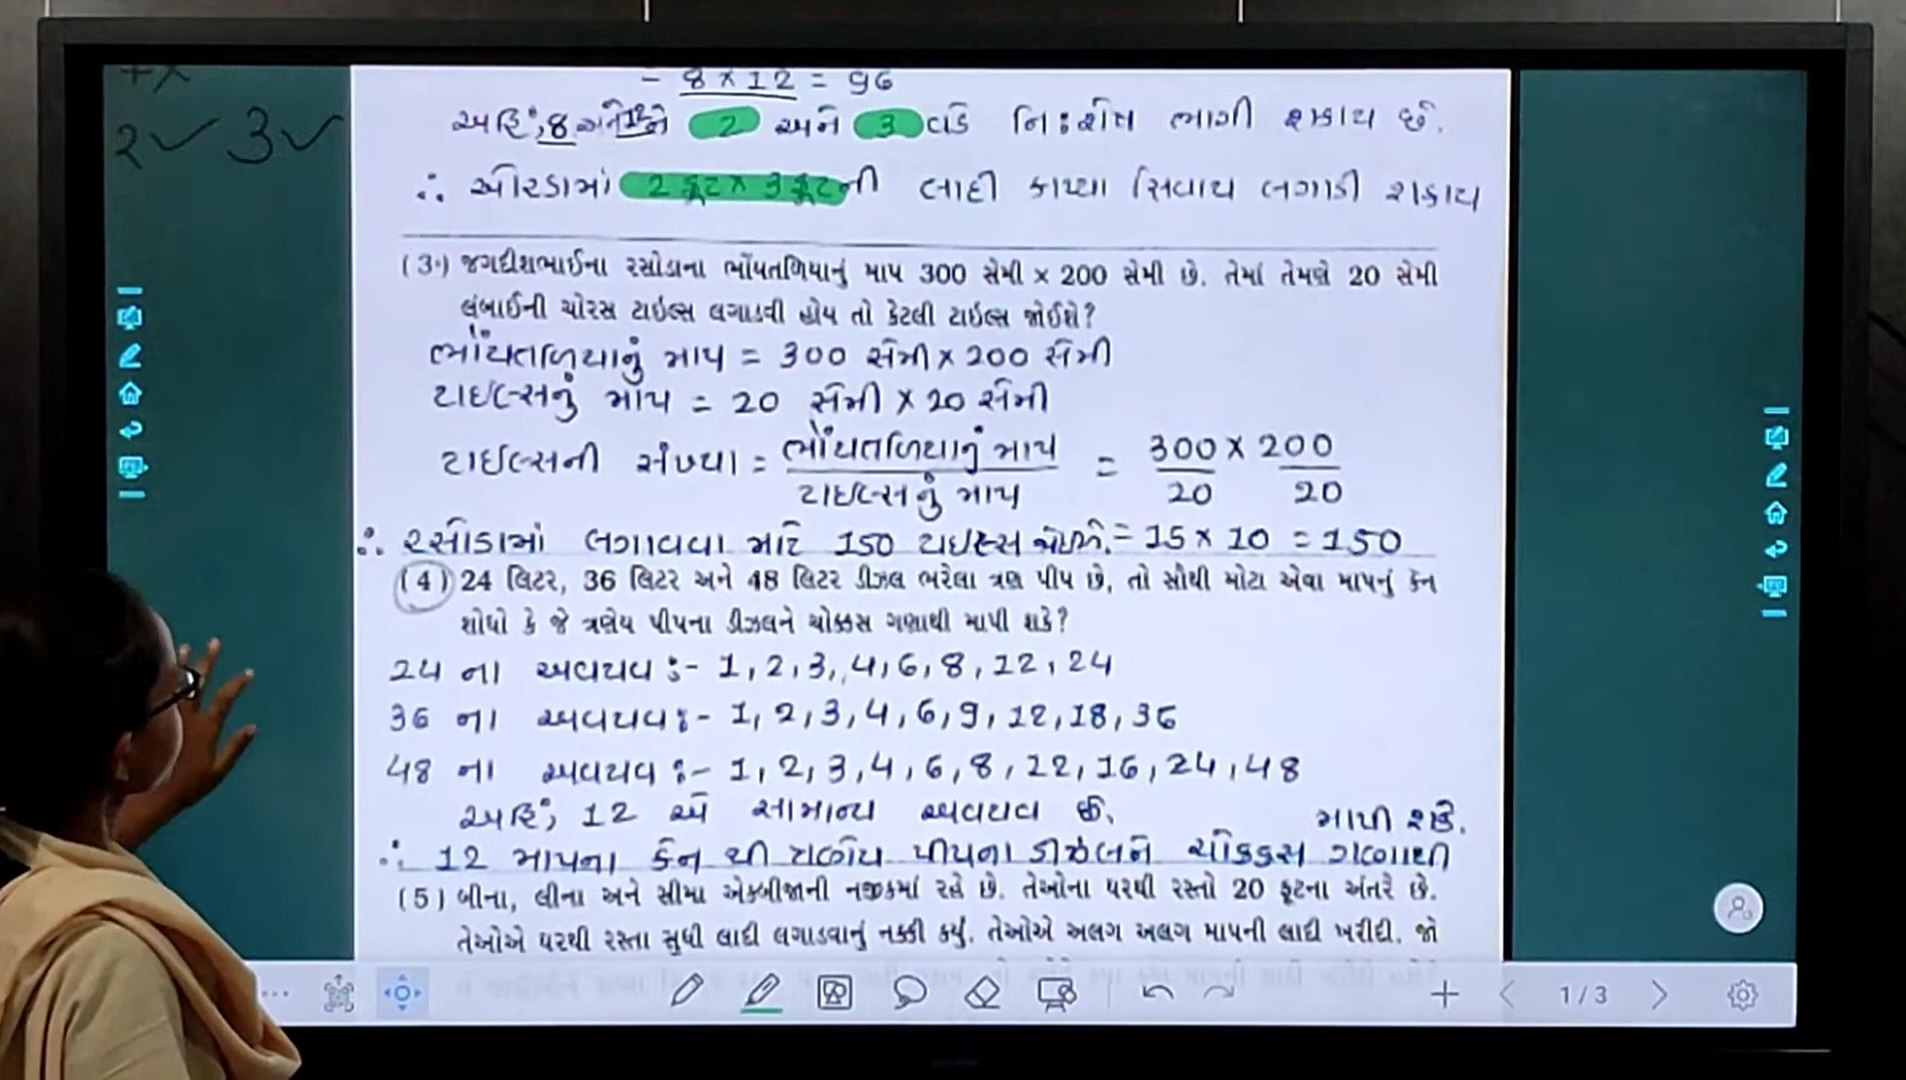 +x
2✓ 3✓
- 8 × 12 = 96
અહિં, 8 અને 12ને 2 અને 3 વડે નિઃશેષ ભાગી શકાય છે.
∴ ઓરડામાં 2 ફૂટ × 3 ફૂટની લાદી કાપ્યા સિવાય લગાડી શકાય
(3.) જગદીશભાઈના રસોડાના ભોંયતળિયાનું માપ 300 સેમી × 200 સેમી છે. તેમાં તેમણે 20 સેમી
લંબાઈની ચોરસ ટાઇલ્સ લગાડવી હોય તો કેટલી ટાઇલ્સ જોઈશે?
ભોંયતળિયાનું માપ = 300 સેમી × 200 સેમી
ટાઇલ્સનું માપ = 20 સેમી × 20 સેમી
ટાઇલ્સની સંખ્યા = ભોંયતળિયાનું માપ / ટાઇલ્સનું માપ = 300 × 200 / 20 20
∴ રસોડામાં લગાવવા માટે 150 ટાઇલ્સ જોઈએ. = 15 × 10 = 150
(4) 24 લિટર, 36 લિટર અને 48 લિટર ડીઝલ ભરેલા ત્રણ પીપ છે, તો સૌથી મોટા એવા માપનું કેન
શોધો કે જે ત્રણેય પીપના ડીઝલને ચોક્કસ ગણાથી માપી શકે?
24 ના અવયવ :- 1, 2, 3, 4, 6, 8, 12, 24
36 ના અવયવ :- 1, 2, 3, 4, 6, 9, 12, 18, 36
48 ના અવયવ :- 1, 2, 3, 4, 6, 8, 12, 16, 24, 48
અહિં, 12 એ સામાન્ય અવયવ છે. માપી શકે.
∴ 12 માપના કેન થી ત્રણેય પીપના ડીઝલને ચોક્કસ ગણાથી
(5) બીના, લીના અને સીમા એકબીજાની નજીકમાં રહે છે. તેઓના ઘરથી રસ્તો 20 ફૂટના અંતરે છે.
તેઓએ ઘરથી રસ્તા સુધી લાદી લગાડવાનું નક્કી કર્યું. તેઓએ અલગ અલગ માપની લાદી ખરીદી. જો
1 / 3